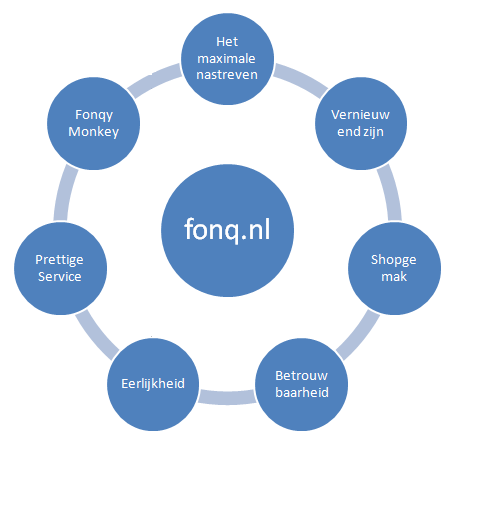 Het
maximale
nastreven
Vernieuw
end zijn
Shopge
mak
Betrouw
baarheid
Eerlijkheid
Prettige
Service
Fonqy
Monkey
fonq.nl